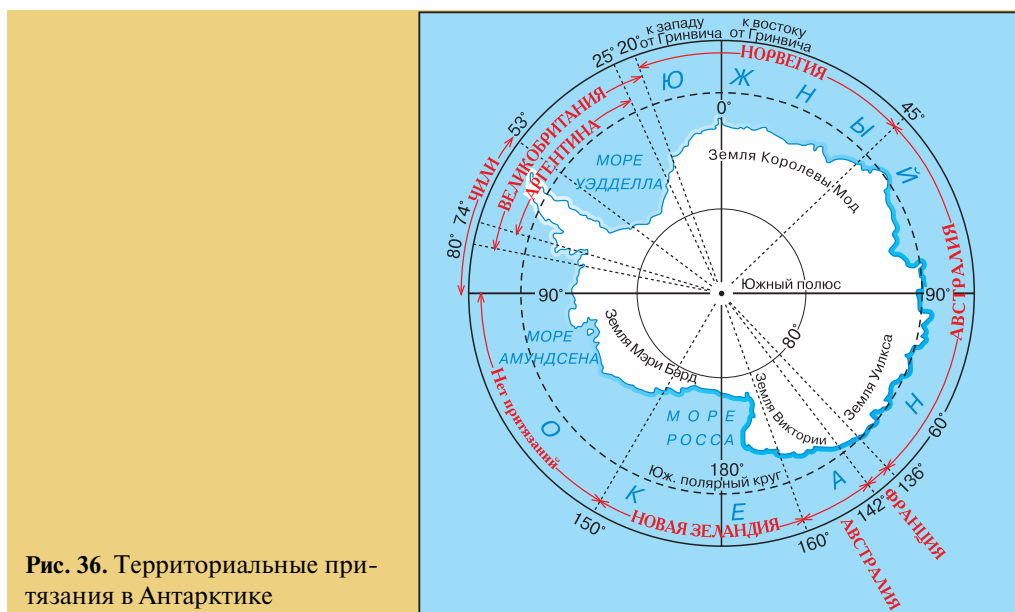 к западу
от Гринвича
к востоку
от Гринвича
25°
20°
НОРВЕГИЯ
Ю Ж Н Ы Й
0°
45°
53°
ЧИЛИ
ВЕЛИКОБРИТАНИЯ
АРГЕНТИНА
МОРЕ
УЭДДЕЛЛА
Земля Королевы Мод
74°
80°
АВСТРАЛИЯ
Южный полюс
90°
90°
МОРЕ
АМУНДСЕНА
Земля Мэри Бард
80°
Земля Уилкса
Земля Виктории
Нет притязаний
МОРЕ
РОССА
60°
О К Е А Н
180°
Юж. полярный круг
136°
142°
ФРАНЦИЯ
150°
НОВАЯ ЗЕЛАНДИЯ
160°
АВСТРАЛИЯ
Рис. 36. Территориальные при-
тязания в Антарктике